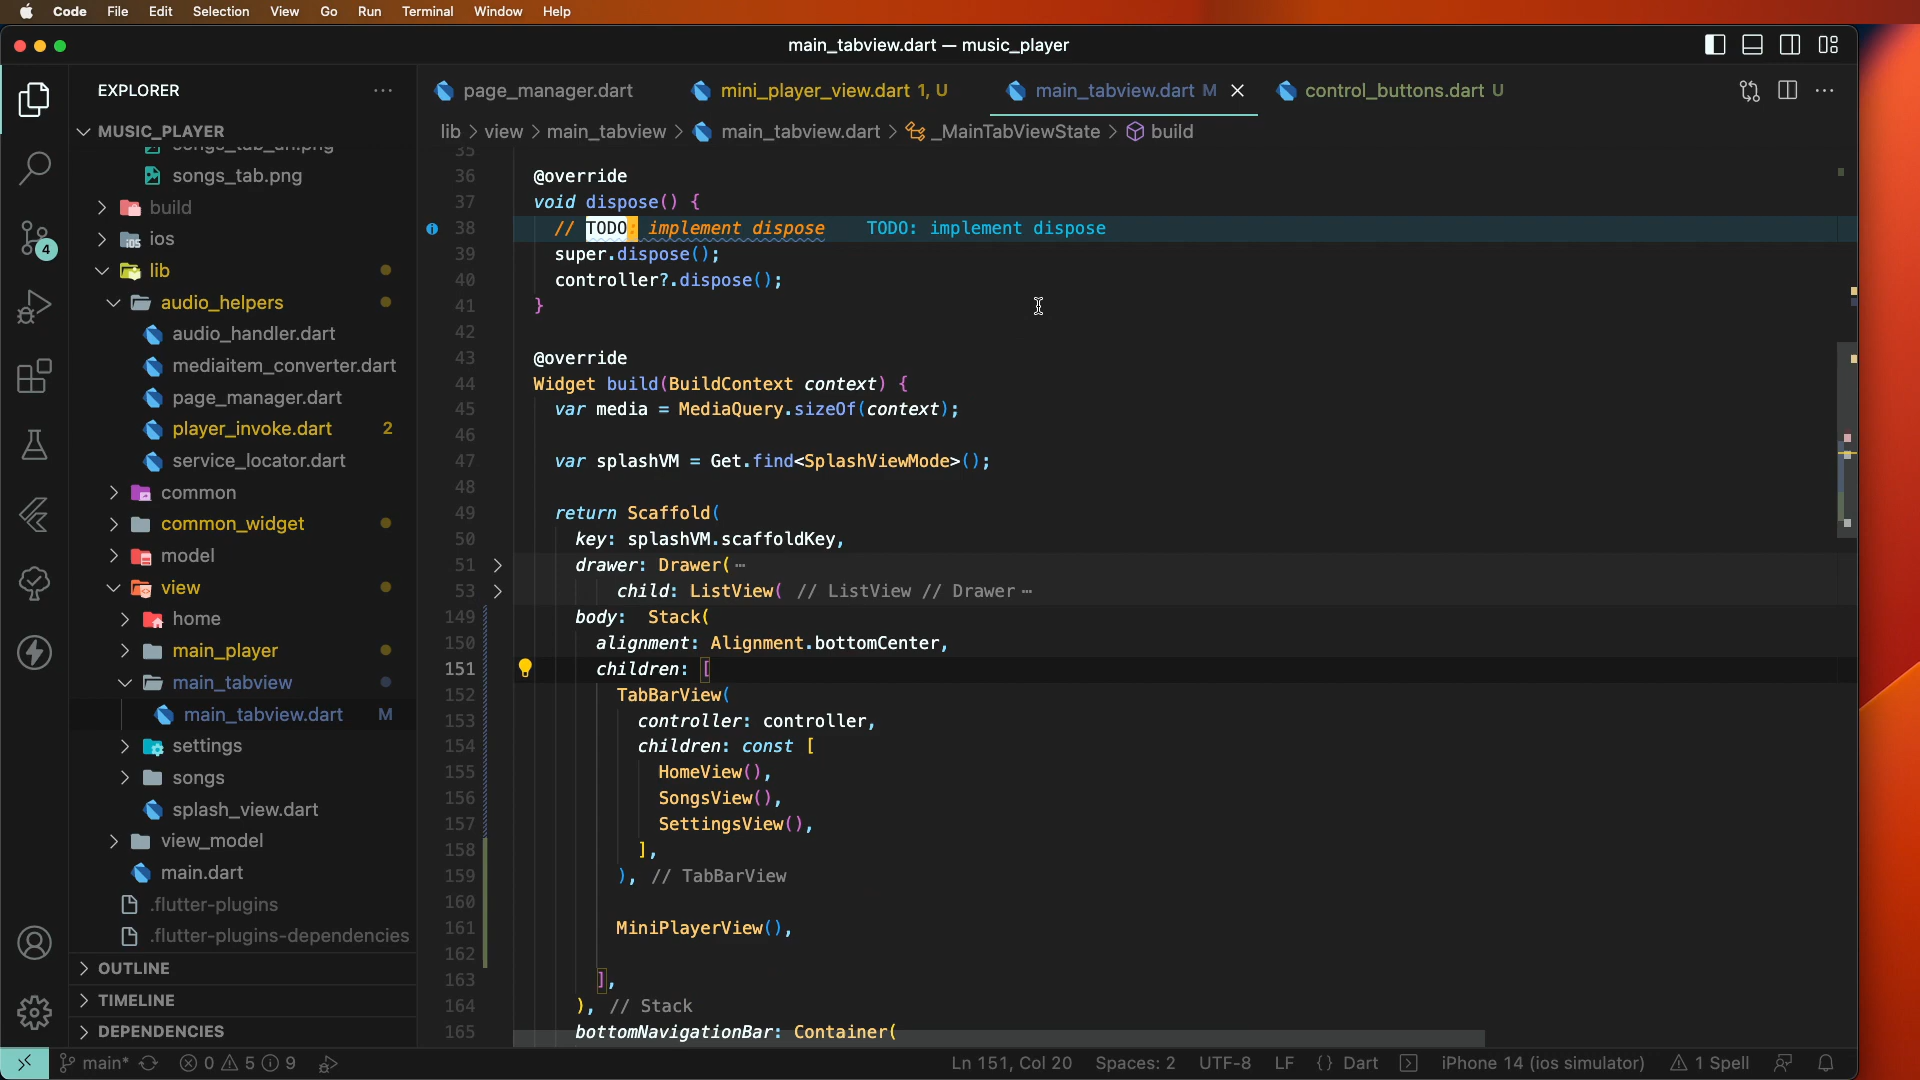 Code File Edit Selection View Go Run Terminal Window Help
main_tabview.dart — music_player
EXPLORER
page_manager.dart
mini_player_view.dart 1, U
main_tabview.dart M
control_buttons.dart U
MUSIC_PLAYER
lib > view > main_tabview > main_tabview.dart > _MainTabViewState > build
songs_tab_un.png
songs_tab.png
build
ios
lib
audio_helpers
audio_handler.dart
mediaitem_converter.dart
page_manager.dart
player_invoke.dart 2
service_locator.dart
common
common_widget
model
view
home
main_player
main_tabview
main_tabview.dart M
settings
songs
splash_view.dart
view_model
main.dart
.flutter-plugins
.flutter-plugins-dependencies
OUTLINE
TIMELINE
DEPENDENCIES
4
35
36 @override
37 void dispose() {
38 // TODO: implement dispose TODO: implement dispose
39 super.dispose();
40 controller?.dispose();
41 }
42
43 @override
44 Widget build(BuildContext context) {
45 var media = MediaQuery.sizeOf(context);
46
47 var splashVM = Get.find<SplashViewMode>();
48
49 return Scaffold(
50 key: splashVM.scaffoldKey,
51 drawer: Drawer(⋯
53 child: ListView( // ListView // Drawer ⋯
149 body:  Stack(
150 alignment: Alignment.bottomCenter,
151 children: [
152 TabBarView(
153 controller: controller,
154 children: const [
155 HomeView(),
156 SongsView(),
157 SettingsView(),
158 ],
159 ), // TabBarView
160
161 MiniPlayerView(),
162
163 ],
164 ), // Stack
165 bottomNavigationBar: Container(
main* 0 5 9 Ln 151, Col 20 Spaces: 2 UTF-8 LF {} Dart iPhone 14 (ios simulator) 1 Spell